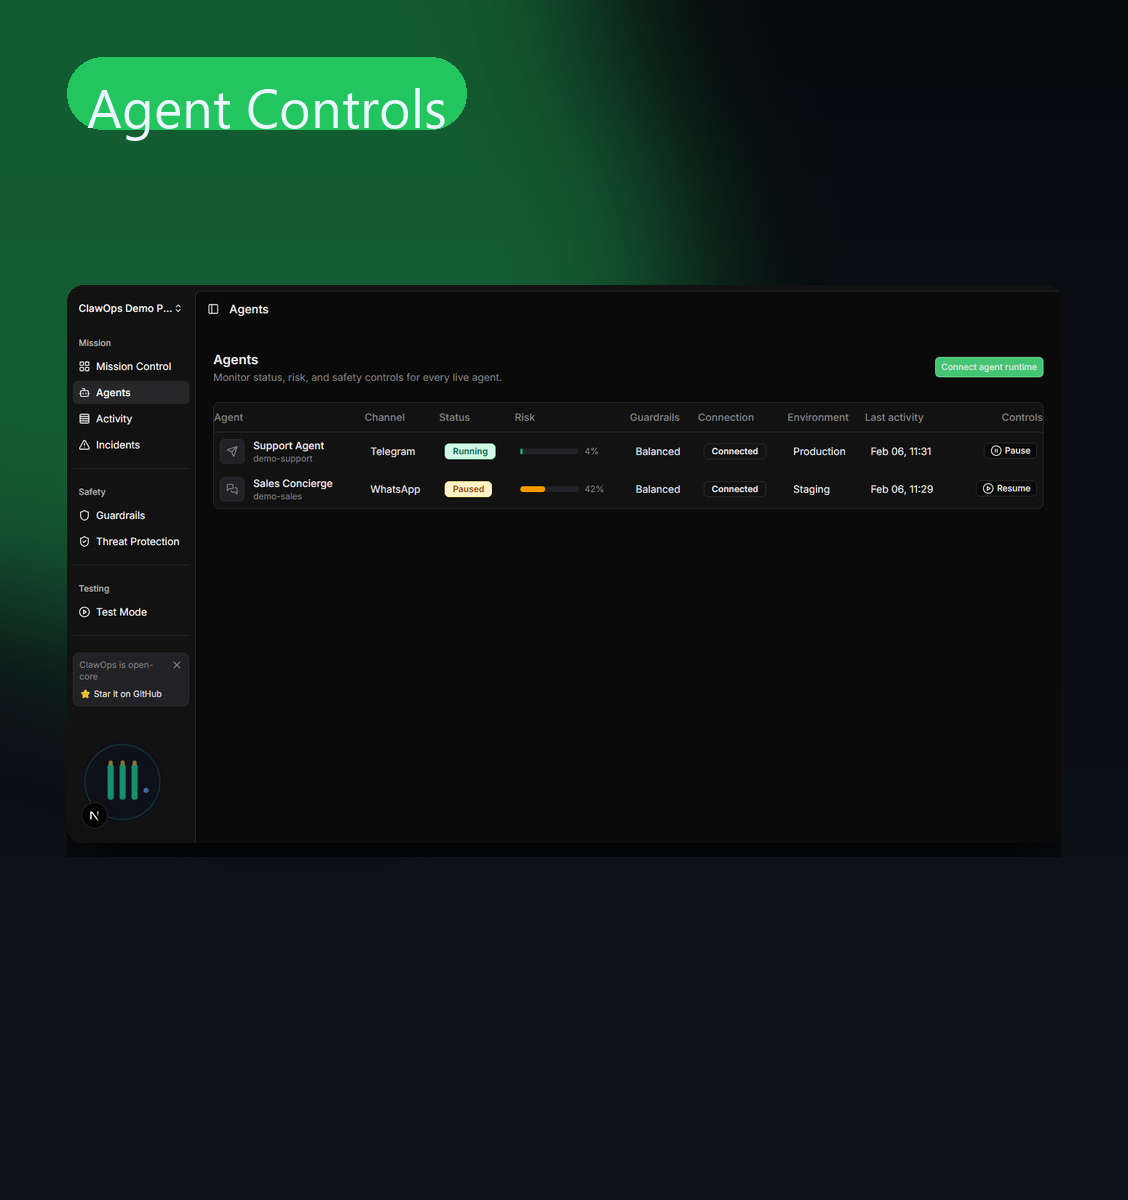 Agent Controls
ClawOps Demo P...
Agents
Mission
Mission Control
Agents
Activity
Incidents
Safety
Guardrails
Threat Protection
Testing
Test Mode
ClawOps is open-
core
Star it on GitHub
N
Agents
Monitor status, risk, and safety controls for every live agent.
Connect agent runtime
Agent Channel Status Risk Guardrails Connection Environment Last activity Controls
Support Agent
demo-support
Telegram Running 4% Balanced Connected Production Feb 06, 11:31 Pause
Sales Concierge
demo-sales
WhatsApp Paused 42% Balanced Connected Staging Feb 06, 11:29 Resume